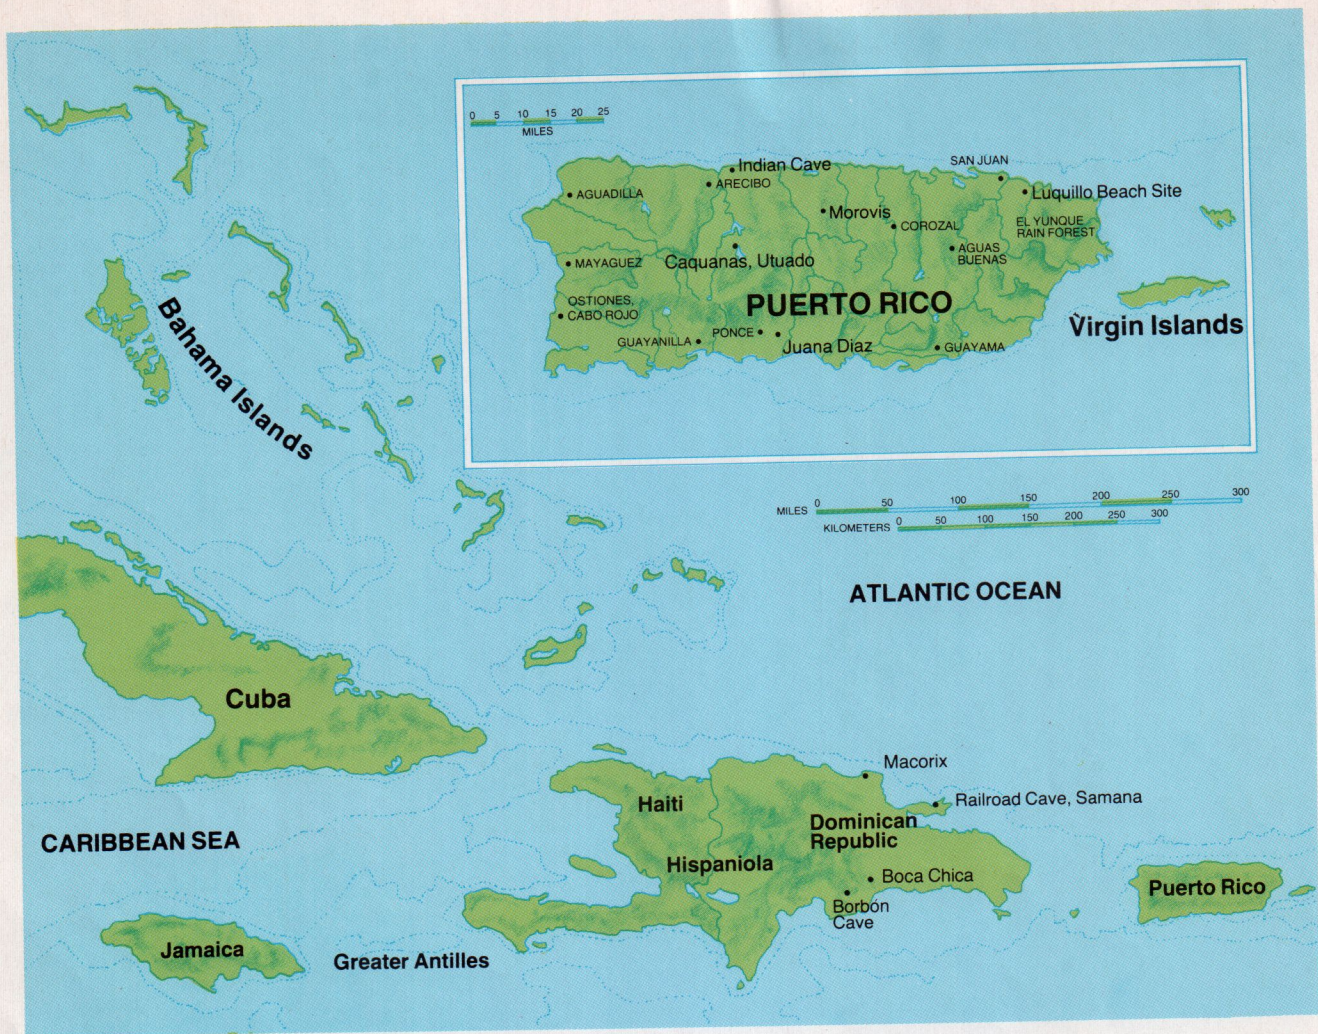 0 5 10 15 20 25
MILES
Indian Cave
SAN JUAN
ARECIBO
AGUADILLA
Luquillo Beach Site
Morovis
EL YUNQUE
RAIN FOREST
COROZAL
AGUAS
BUENAS
Caquanas, Utuado
MAYAGUEZ
OSTIONES,
CABO ROJO
PUERTO RICO
Virgin Islands
PONCE
GUAYANILLA
Juana Diaz
GUAYAMA
Bahama Islands
MILES 0 50 100 150 200 250 300
KILOMETERS 0 50 100 150 200 250 300
ATLANTIC OCEAN
Cuba
Macorix
Haiti
Railroad Cave, Samana
Dominican
Republic
CARIBBEAN SEA
Hispaniola
Boca Chica
Puerto Rico
Borbón
Cave
Jamaica
Greater Antilles